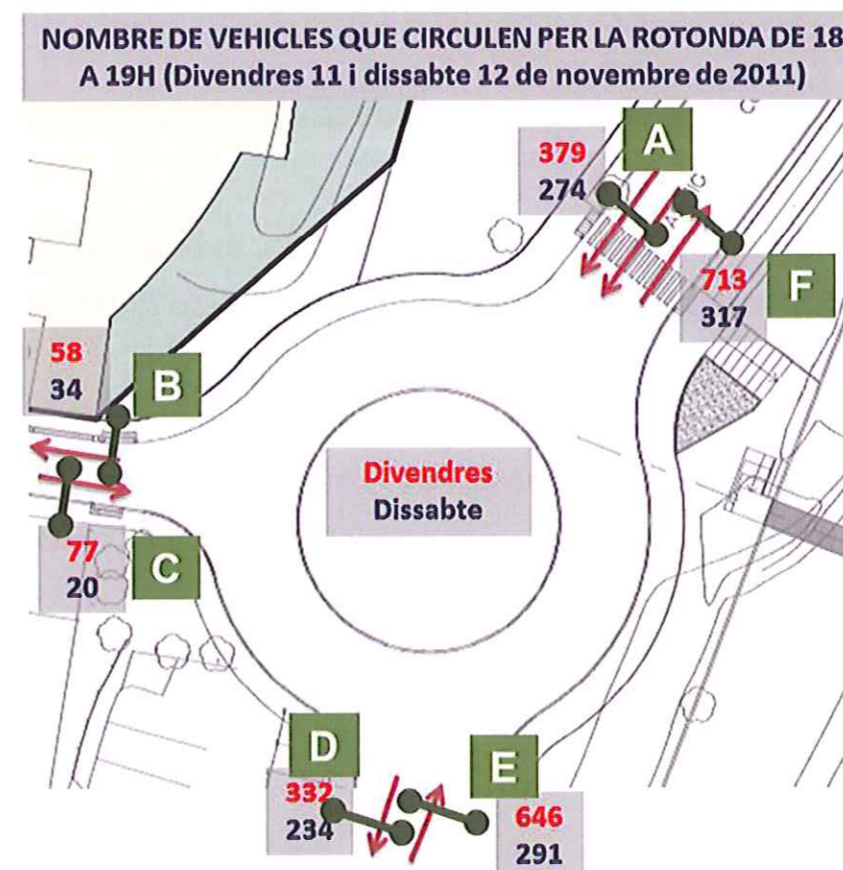 NOMBRE DE VEHICLES QUE CIRCULEN PER LA ROTONDA DE 18
A 19H (Divendres 11 i dissabte 12 de novembre de 2011)
379
274
A
713
317
F
58
34
B
Divendres
Dissabte
77
20
C
D
332
234
E
646
291